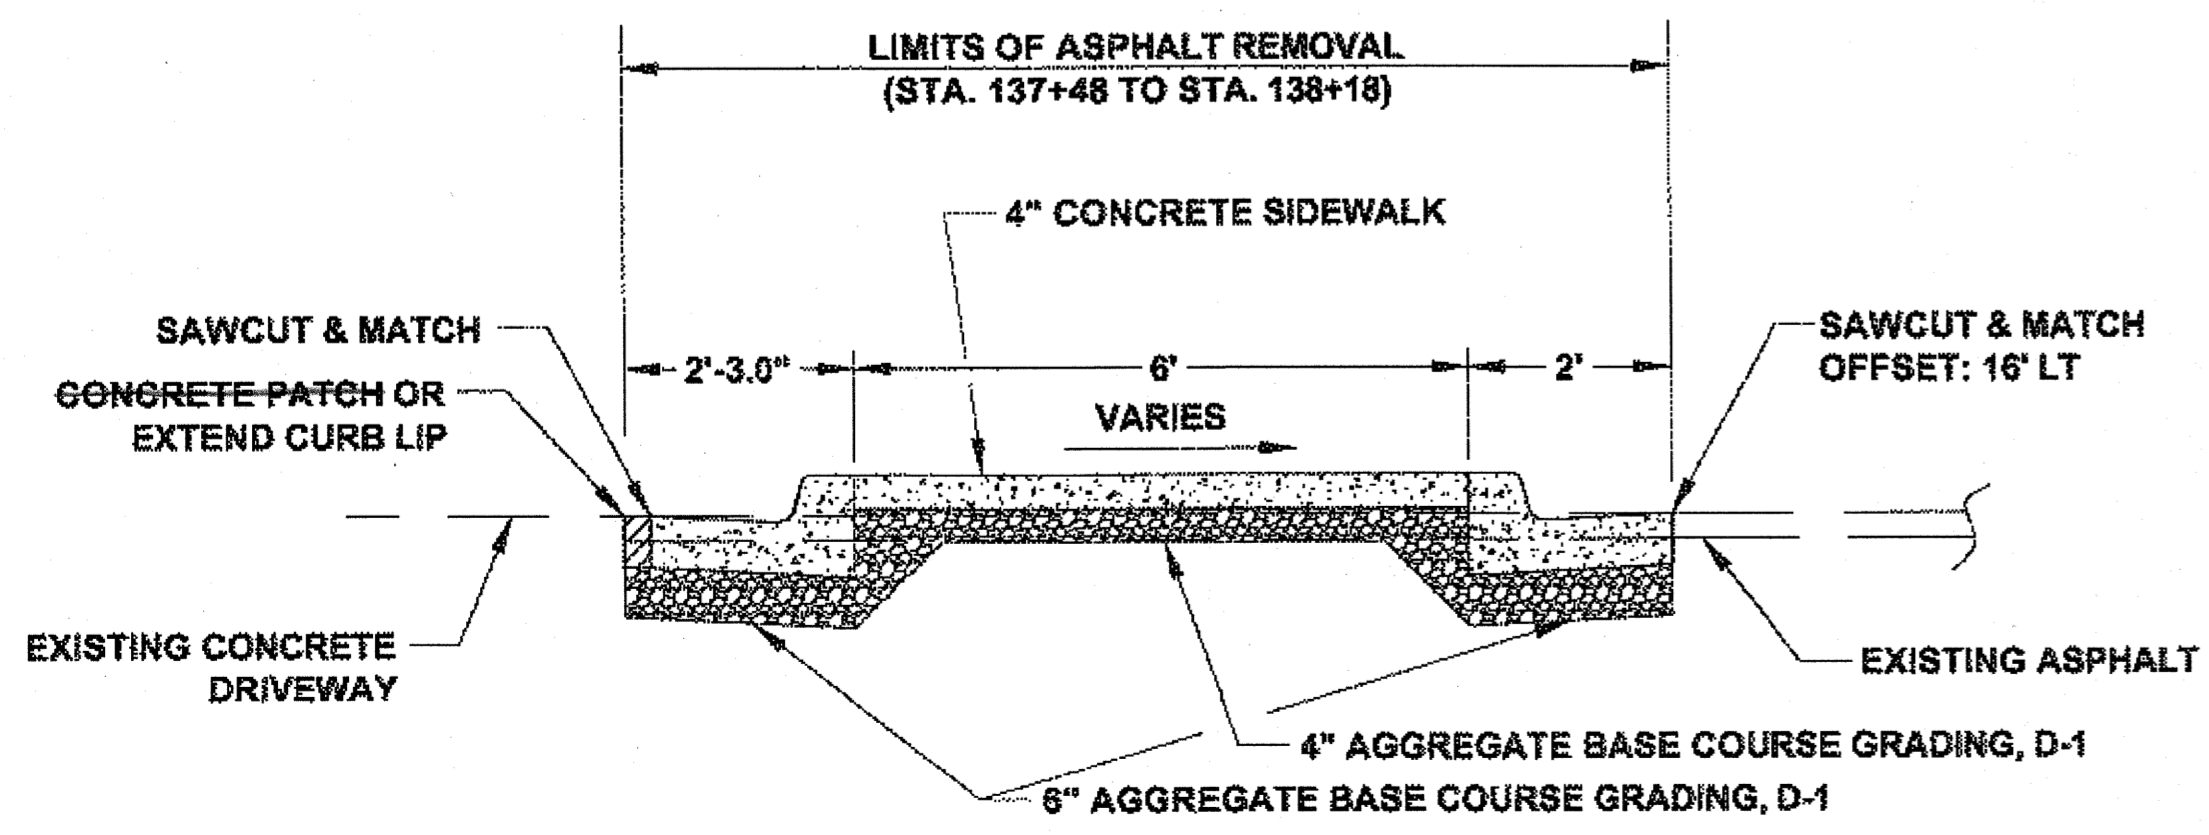 LIMITS OF ASPHALT REMOVAL
(STA. 137+48 TO STA. 138+18)
4" CONCRETE SIDEWALK
SAWCUT & MATCH
CONCRETE PATCH OR
EXTEND CURB LIP
2'-3.0"
6'
2'
VARIES
SAWCUT & MATCH
OFFSET: 16' LT
EXISTING CONCRETE
DRIVEWAY
EXISTING ASPHALT
4" AGGREGATE BASE COURSE GRADING, D-1
6" AGGREGATE BASE COURSE GRADING, D-1